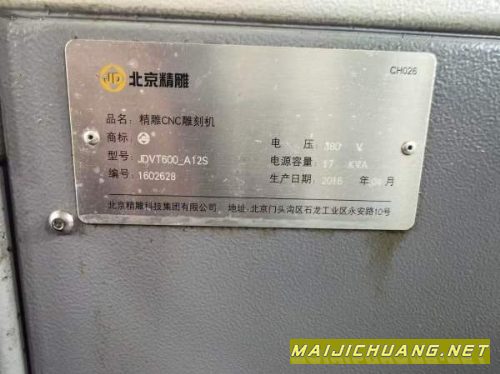 CH026
北京精雕
品名: 精雕CNC雕刻机
商标:
电 压: 380 V
型号: JDVT600_A12S
电源容量: 17 KVA
编号: 1602628
生产日期: 2016 年 04 月
北京精雕科技集团有限公司 地址:北京门头沟区石龙工业区永安路10号
MAIJICHUANG.NET